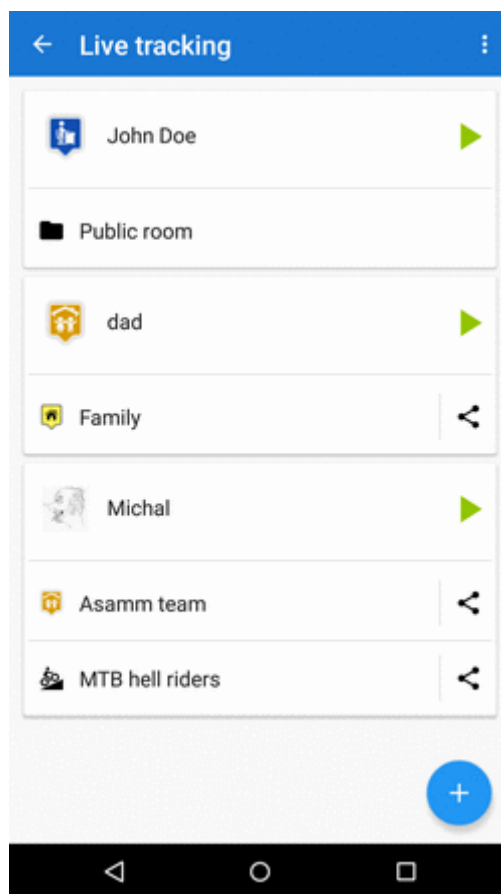 Live tracking
John Doe
Public room
dad
Family
Michal
Asamm team
MTB hell riders